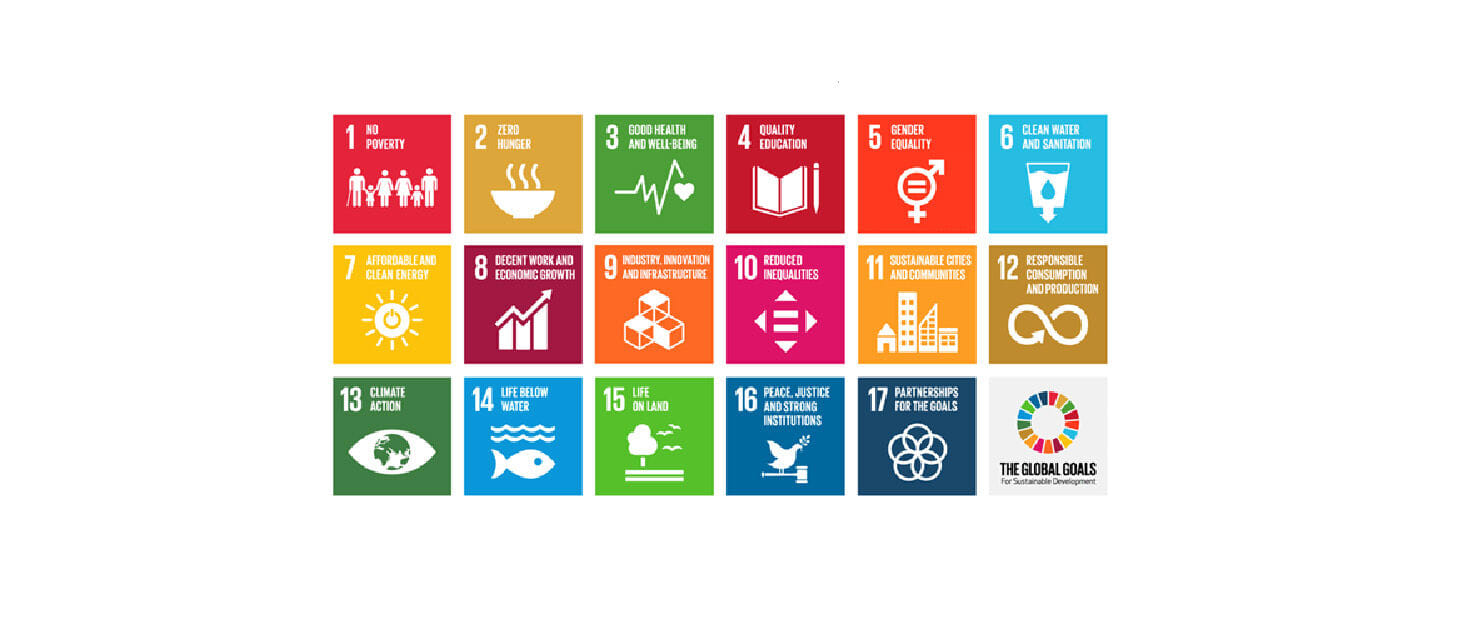 1 NO
POVERTY
2 ZERO
HUNGER
3 GOOD HEALTH
AND WELL-BEING
4 QUALITY
EDUCATION
5 GENDER
EQUALITY
6 CLEAN WATER
AND SANITATION
7 AFFORDABLE AND
CLEAN ENERGY
8 DECENT WORK AND
ECONOMIC GROWTH
9 INDUSTRY, INNOVATION
AND INFRASTRUCTURE
10 REDUCED
INEQUALITIES
11 SUSTAINABLE CITIES
AND COMMUNITIES
12 RESPONSIBLE
CONSUMPTION
AND PRODUCTION
13 CLIMATE
ACTION
14 LIFE BELOW
WATER
15 LIFE
ON LAND
16 PEACE, JUSTICE
AND STRONG
INSTITUTIONS
17 PARTNERSHIPS
FOR THE GOALS
THE GLOBAL GOALS
For Sustainable Development